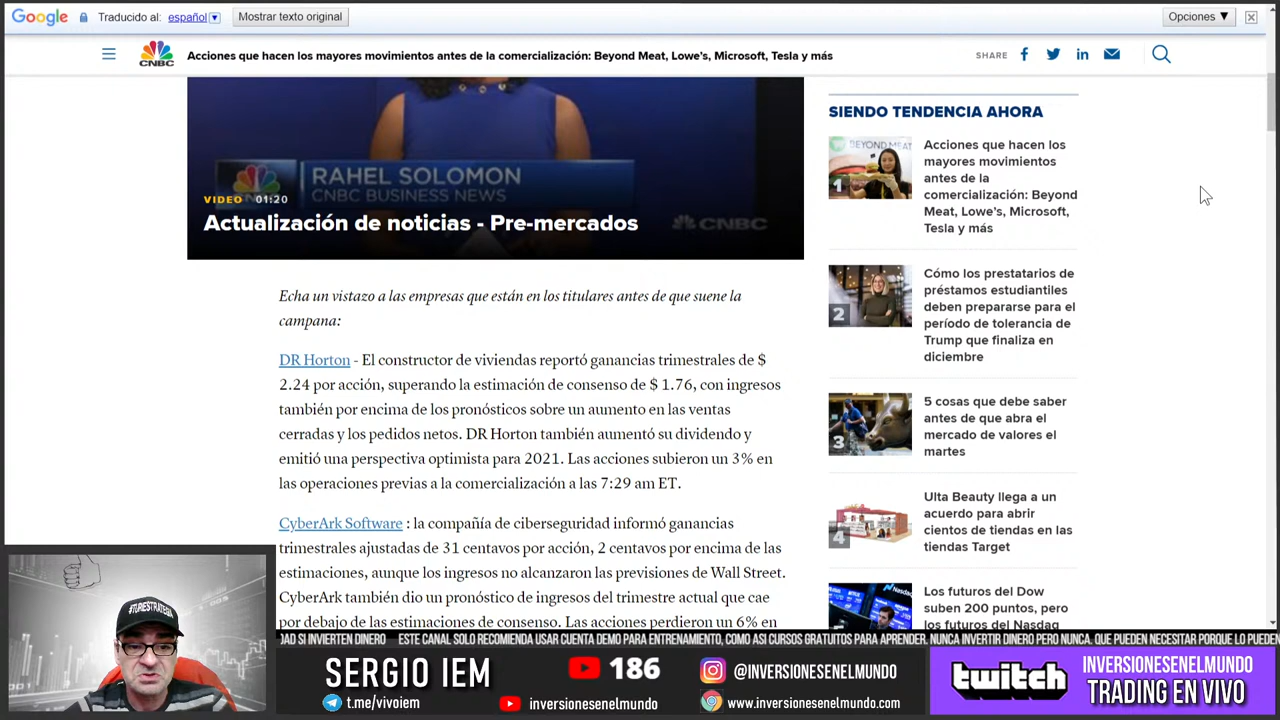 Google
Traducido al: español
Mostrar texto original
Opciones ▼
CNBC
Acciones que hacen los mayores movimientos antes de la comercialización: Beyond Meat, Lowe's, Microsoft, Tesla y más
SHARE
RAHEL SOLOMON
CNBC BUSINESS NEWS
VIDEO 01:20
Actualización de noticias - Pre-mercados
CNBC
Echa un vistazo a las empresas que están en los titulares antes de que suene la
campana:
DR Horton - El constructor de viviendas reportó ganancias trimestrales de $
2.24 por acción, superando la estimación de consenso de $ 1.76, con ingresos
también por encima de los pronósticos sobre un aumento en las ventas
cerradas y los pedidos netos. DR Horton también aumentó su dividendo y
emitió una perspectiva optimista para 2021. Las acciones subieron un 3% en
las operaciones previas a la comercialización a las 7:29 am ET.
CyberArk Software : la compañía de ciberseguridad informó ganancias
trimestrales ajustadas de 31 centavos por acción, 2 centavos por encima de las
estimaciones, aunque los ingresos no alcanzaron las previsiones de Wall Street.
CyberArk también dio un pronóstico de ingresos del trimestre actual que cae
por debajo de las estimaciones de consenso. Las acciones perdieron un 6% en
SIENDO TENDENCIA AHORA
BEYOND MEAT
1
Acciones que hacen los
mayores movimientos
antes de la
comercialización: Beyond
Meat, Lowe's, Microsoft,
Tesla y más
2
Cómo los prestatarios de
préstamos estudiantiles
deben prepararse para el
período de tolerancia de
Trump que finaliza en
diciembre
3
5 cosas que debe saber
antes de que abra el
mercado de valores el
martes
4
Ulta Beauty llega a un
acuerdo para abrir
cientos de tiendas en las
tiendas Target
Nasdaq
Los futuros del Dow
suben 200 puntos, pero
los futuros del Nasdaq
#TURESTRATEGA
DAD SI INVIERTEN DINERO ESTE CANAL SOLO RECOMIENDA USAR CUENTA DEMO PARA ENTRENAMIENTO, COMO ASI CURSOS GRATUITOS PARA APRENDER. NUNCA INVERTIR DINERO PERO NUNCA. QUE PUEDEN NECESITAR PORQUE LO PUEDEN
SERGIO IEM
186
@INVERSIONESENELMUNDO
t.me/vivoiem
inversionesenelmundo
www.inversionesenelmundo.com
twitch
INVERSIONESENELMUNDO
TRADING EN VIVO